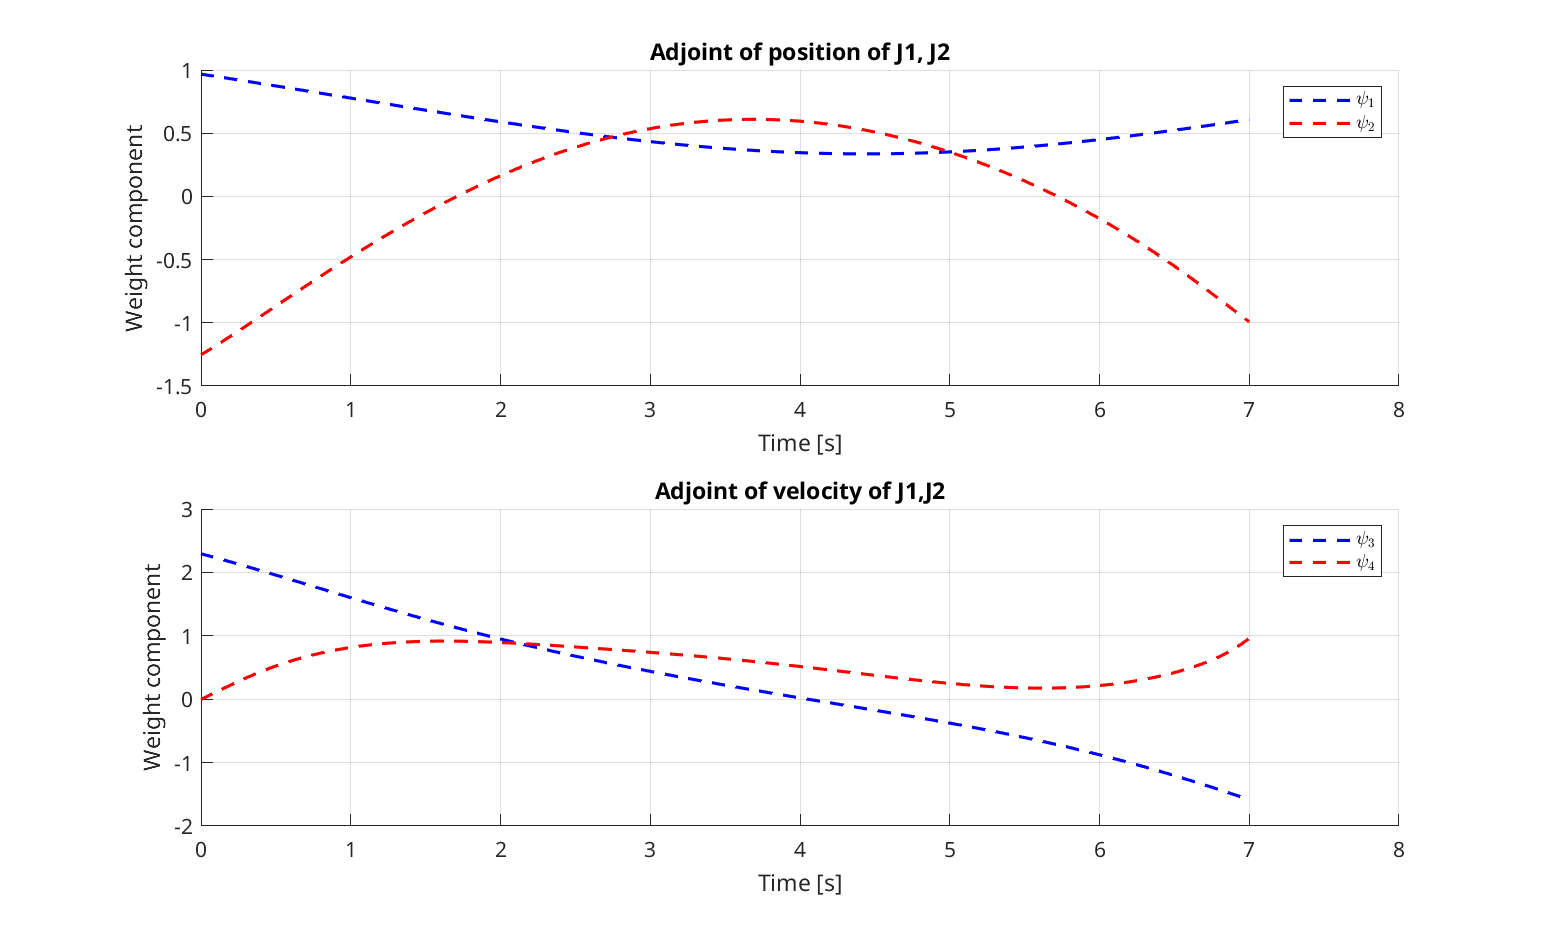 Adjoint of position of J1, J2
1
0.5
0
-0.5
-1
-1.5
Weight component
ψ1
ψ2
0 1 2 3 4 5 6 7 8
Time [s]
Adjoint of velocity of J1,J2
3
2
1
0
-1
-2
Weight component
ψ3
ψ4
0 1 2 3 4 5 6 7 8
Time [s]